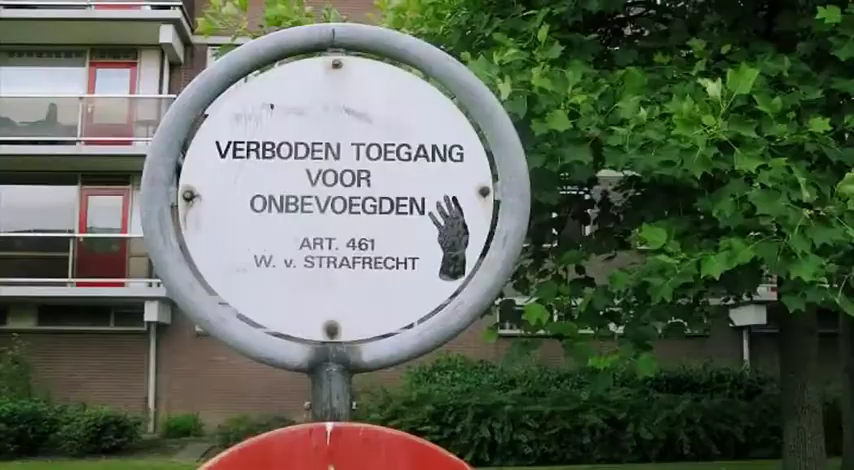 VERBODEN TOEGANG
VOOR
ONBEVOEGDEN
ART. 461
W. v. STRAFRECHT